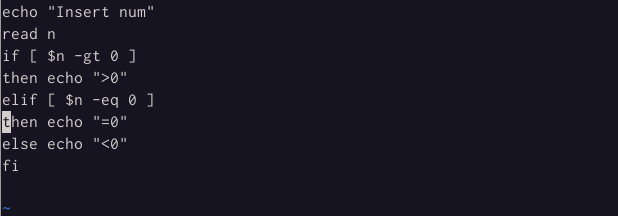 echo "Insert num"
read n
if [ $n -gt 0 ]
then echo ">0"
elif [ $n -eq 0 ]
then echo "=0"
else echo "<0"
fi
~